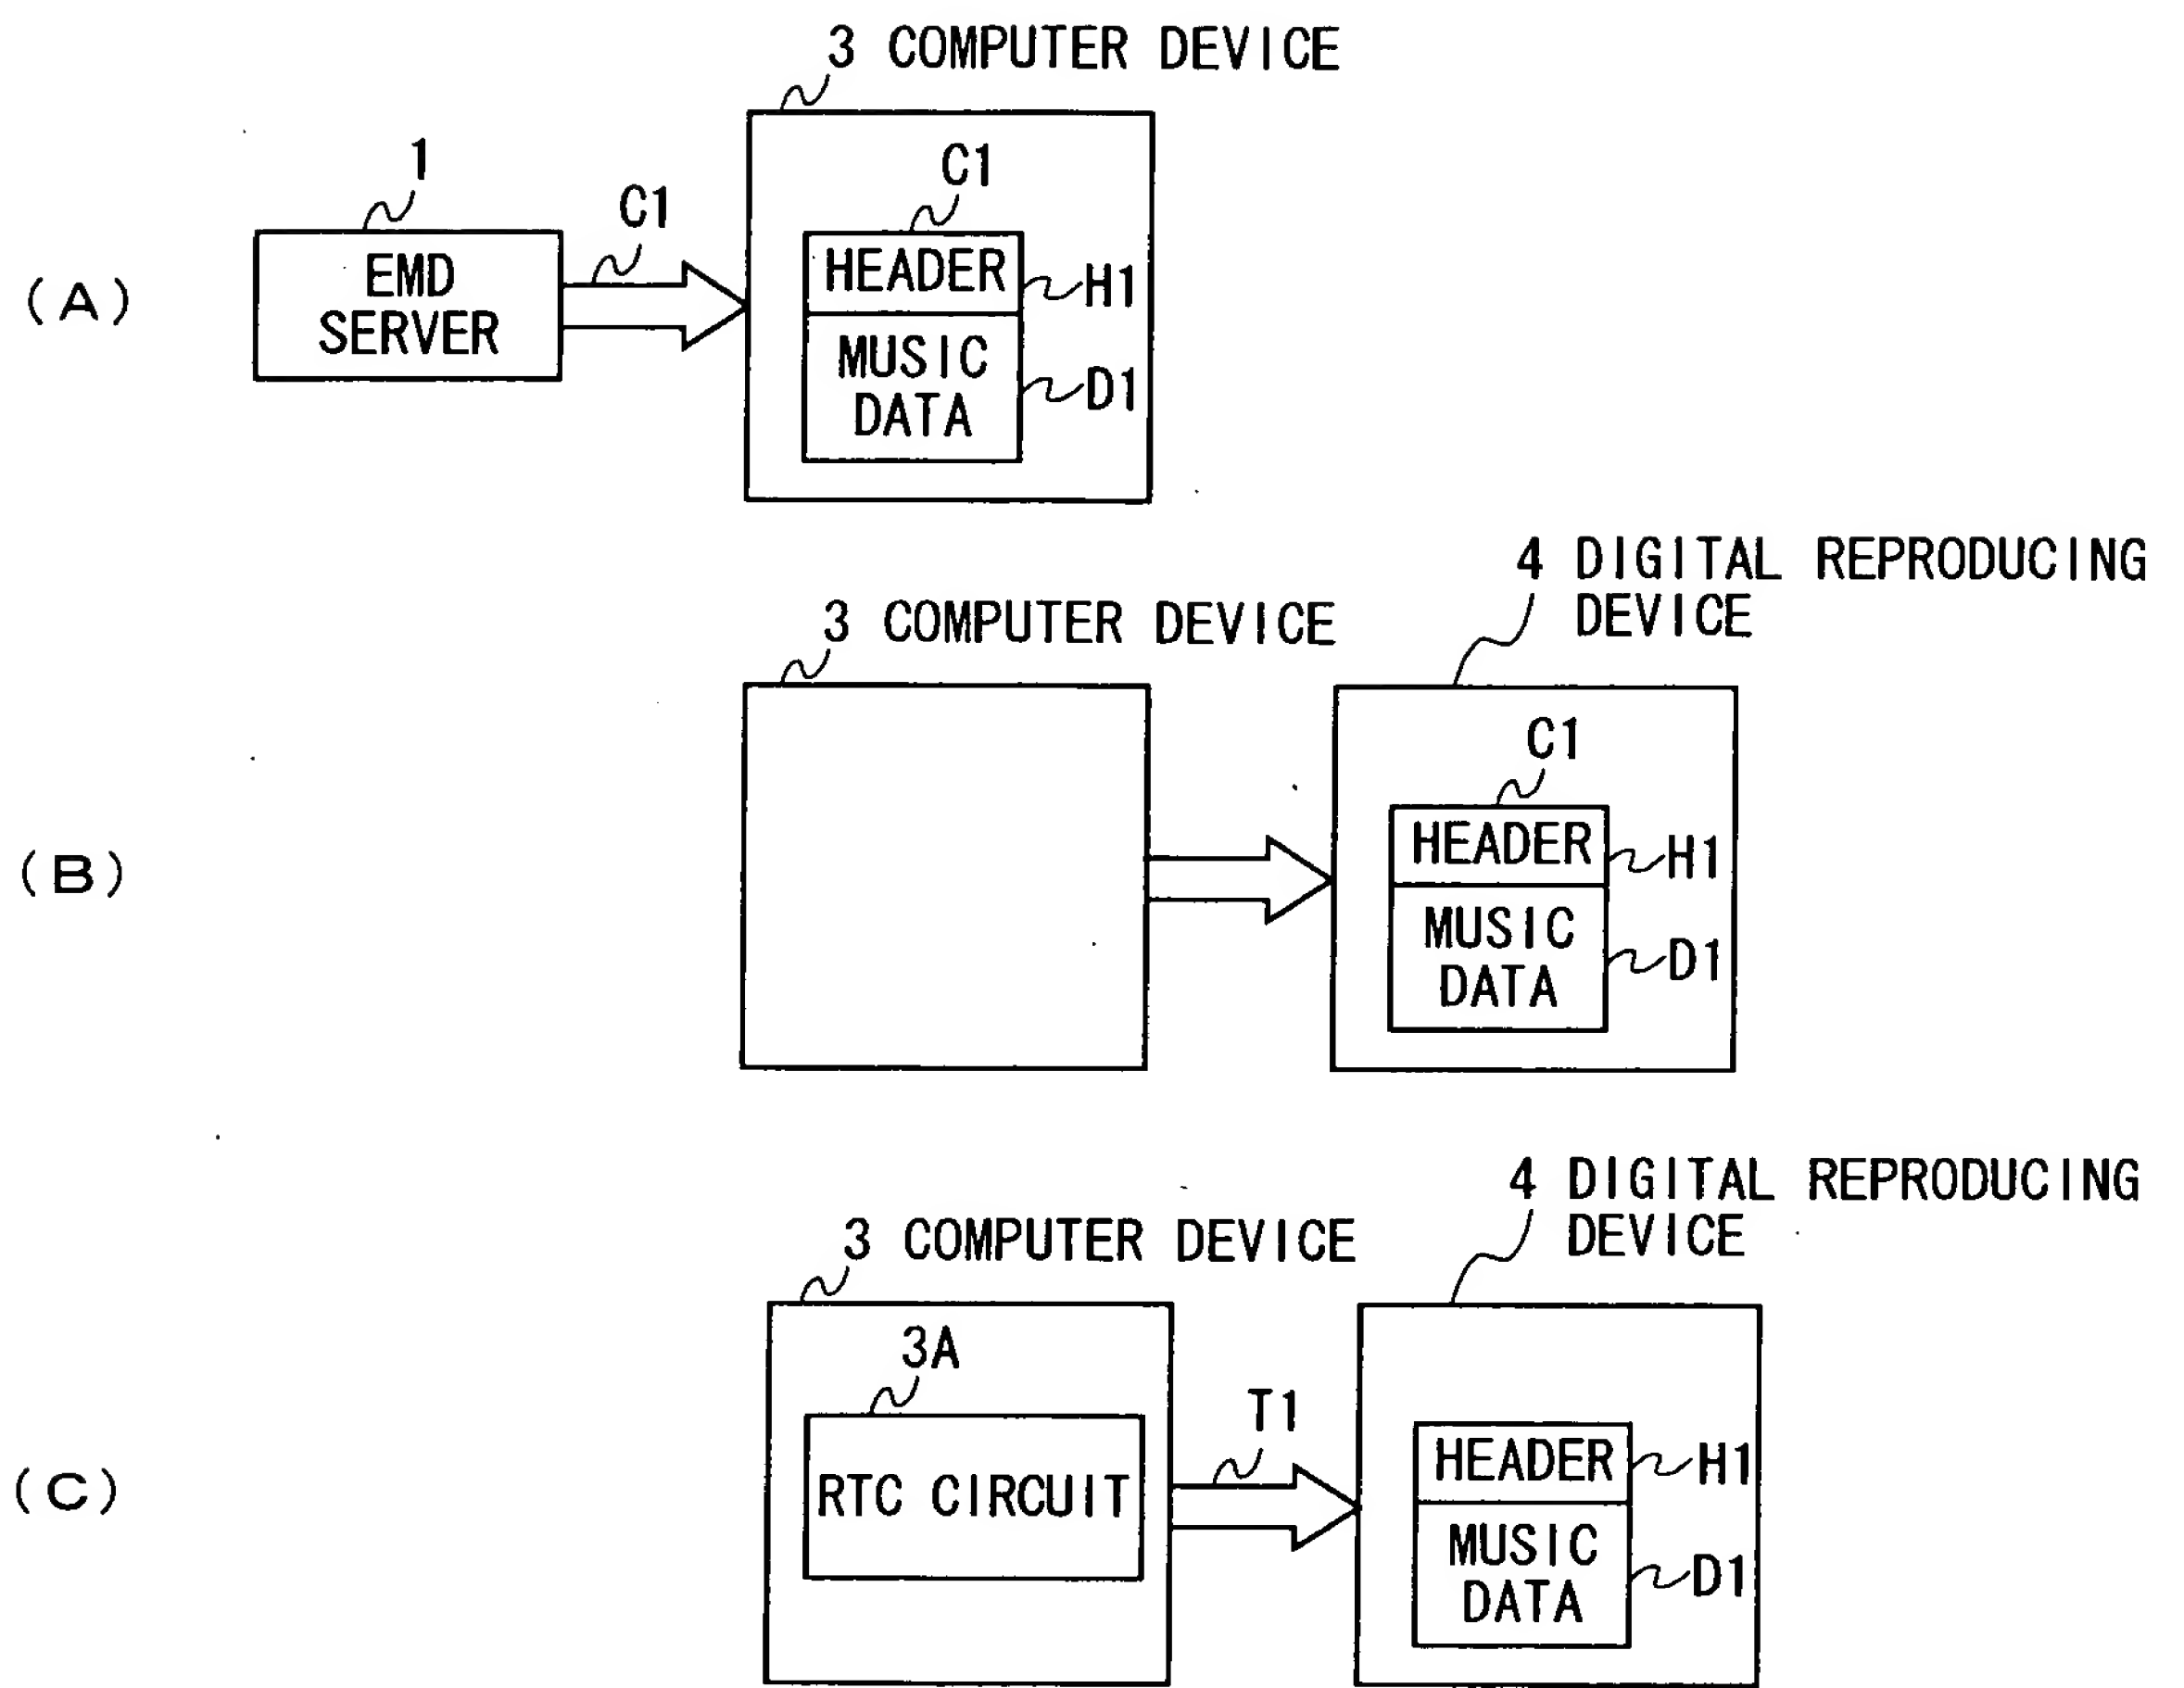 3 COMPUTER DEVICE
1
C1
C1
(A)
EMD
SERVER
HEADER
H1
MUSIC
DATA
D1
4 DIGITAL REPRODUCING
DEVICE
3 COMPUTER DEVICE
C1
(B)
HEADER
H1
MUSIC
DATA
D1
4 DIGITAL REPRODUCING
DEVICE
3 COMPUTER DEVICE
3A
T1
(C)
RTC CIRCUIT
HEADER
H1
MUSIC
DATA
D1